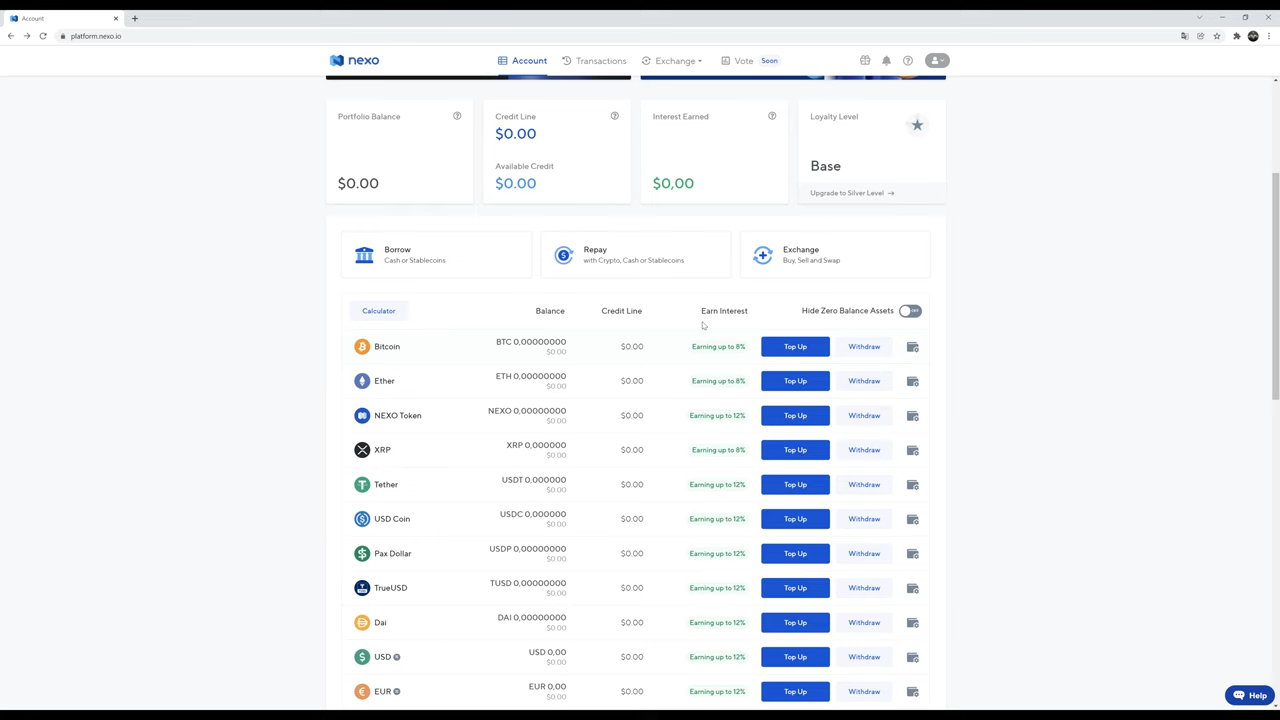 Account
platform.nexo.io
nexo
Account
Transactions
Exchange
Vote
Soon
Portfolio Balance
$0.00
Credit Line
$0.00
Available Credit
$0.00
Interest Earned
$0,00
Loyalty Level
Base
Upgrade to Silver Level →
Borrow
Cash or Stablecoins
Repay
with Crypto, Cash or Stablecoins
Exchange
Buy, Sell and Swap
Calculator Balance Credit Line Earn Interest Hide Zero Balance Assets OFF
Bitcoin BTC 0,00000000 $0.00 Earning up to 8% Top Up Withdraw
$0.00
Ether ETH 0,00000000 $0.00 Earning up to 8% Top Up Withdraw
$0.00
NEXO Token NEXO 0,00000000 $0.00 Earning up to 12% Top Up Withdraw
$0.00
XRP XRP 0,000000 $0.00 Earning up to 8% Top Up Withdraw
$0.00
Tether USDT 0,000000 $0.00 Earning up to 12% Top Up Withdraw
$0.00
USD Coin USDC 0,000000 $0.00 Earning up to 12% Top Up Withdraw
$0.00
Pax Dollar USDP 0,00000000 $0.00 Earning up to 12% Top Up Withdraw
$0.00
TrueUSD TUSD 0,00000000 $0.00 Earning up to 12% Top Up Withdraw
$0.00
Dai DAI 0,00000000 $0.00 Earning up to 12% Top Up Withdraw
$0.00
USD USD 0,00 $0.00 Earning up to 12% Top Up Withdraw
$0.00
EUR EUR 0,00 $0.00 Earning up to 12% Top Up Withdraw
$0.00
Help